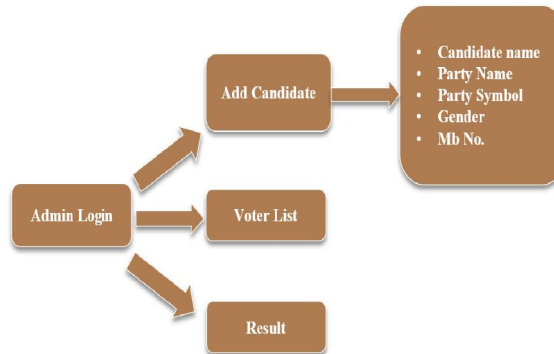 • Candidate name
• Party Name
• Party Symbol
• Gender
• Mb No.
Add Candidate
Admin Login
Voter List
Result